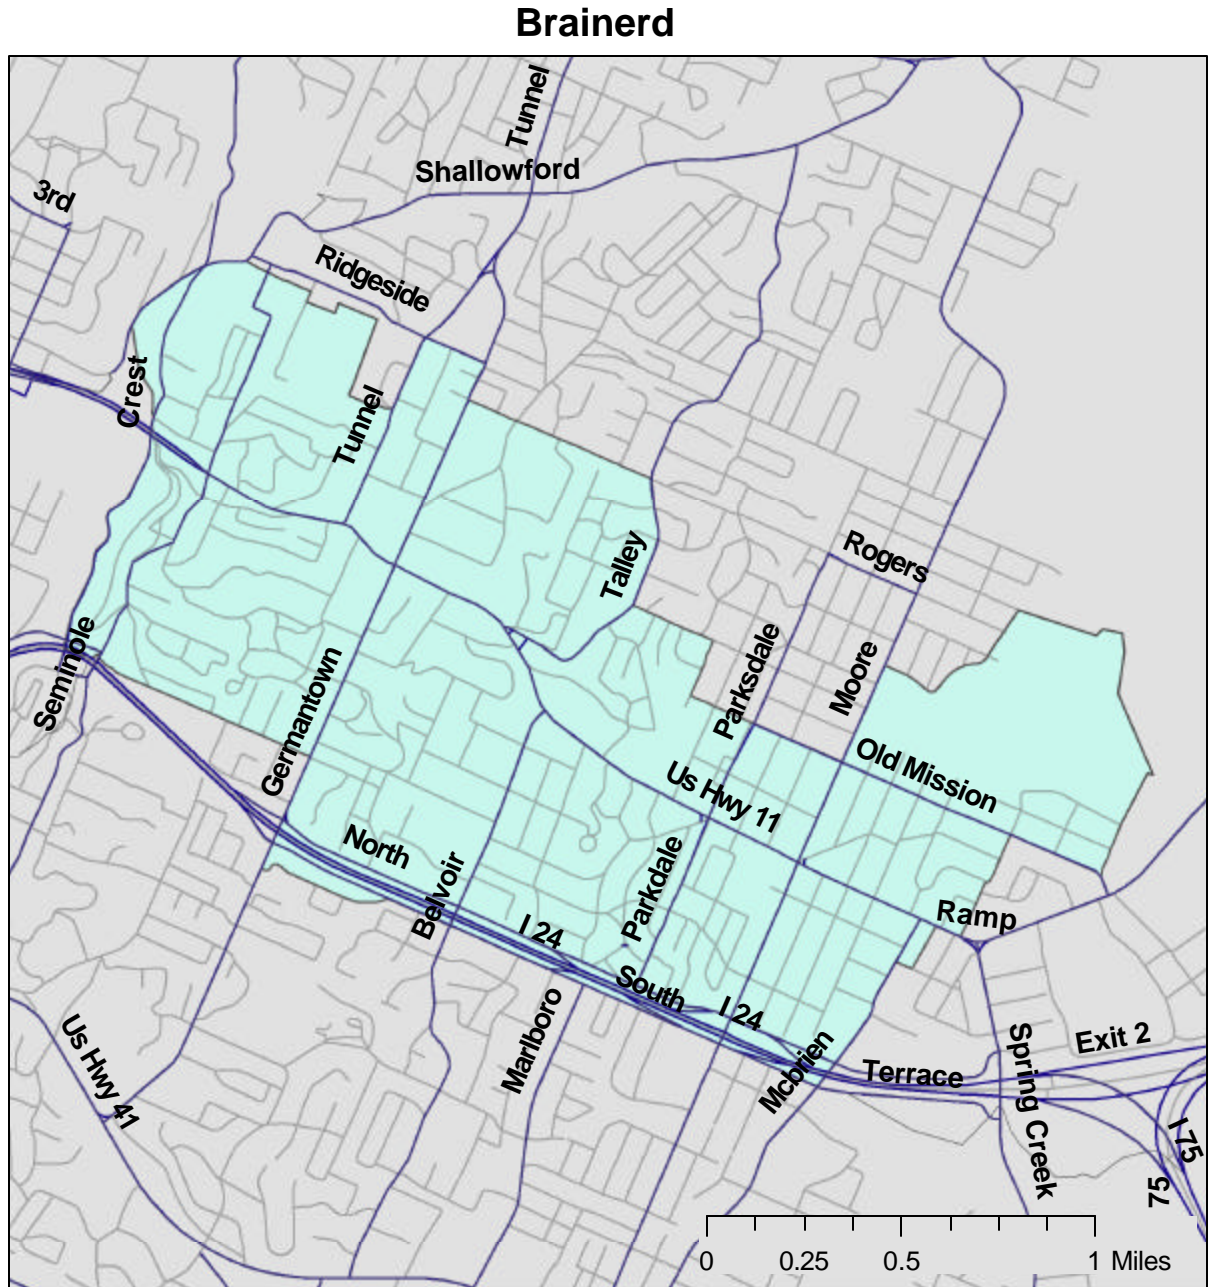 Brainerd
Tunnel
Shallowford
3rd
Ridgeside
Crest
Tunnel
Talley
Rogers
Seminole
Germantown
Parksdale
Moore
Old Mission
Us Hwy 11
North
Belvoir
Parkdale
I 24
Ramp
South
I 24
Marlboro
Us Hwy 41
Mcbrien
Terrace
Spring Creek
Exit 2
I 75
75
0 0.25 0.5 1 Miles